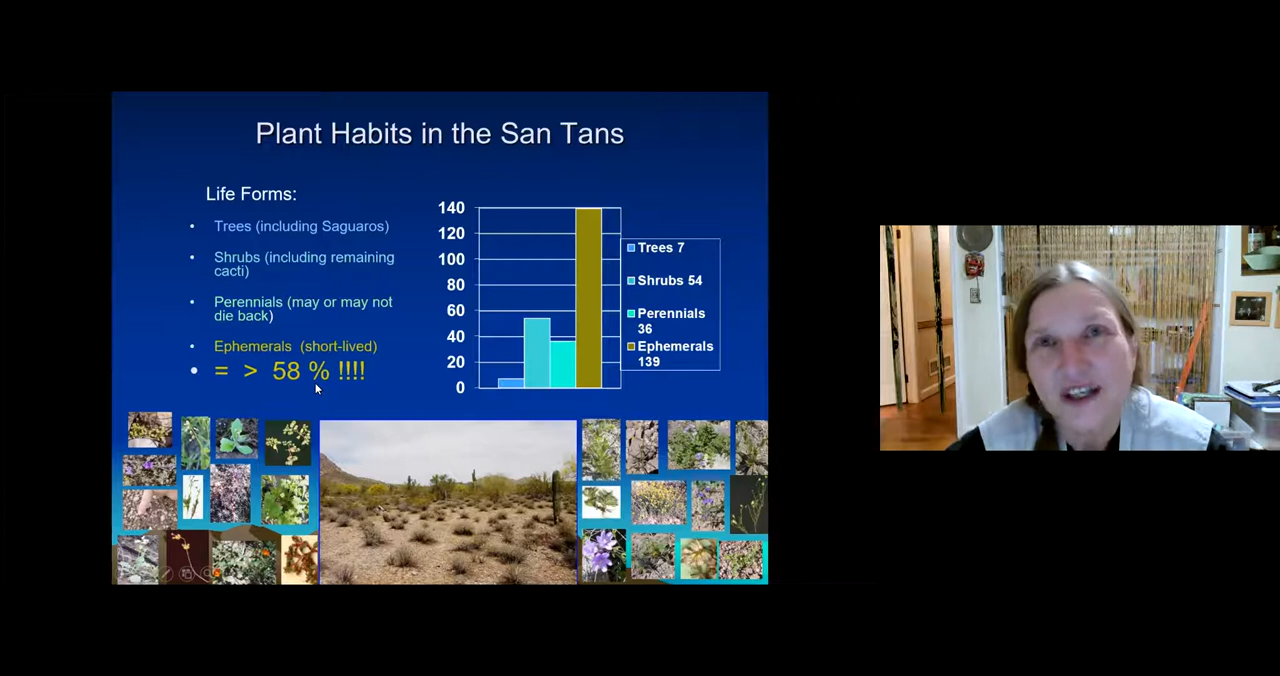 Plant Habits in the San Tans
Life Forms:
• Trees (including Saguaros)
• Shrubs (including remaining
cacti)
• Perennials (may or may not
die back)
• Ephemerals (short-lived)
• = > 58 % !!!!
140
120
100
80
60
40
20
0
Trees 7
Shrubs 54
Perennials
36
Ephemerals
139